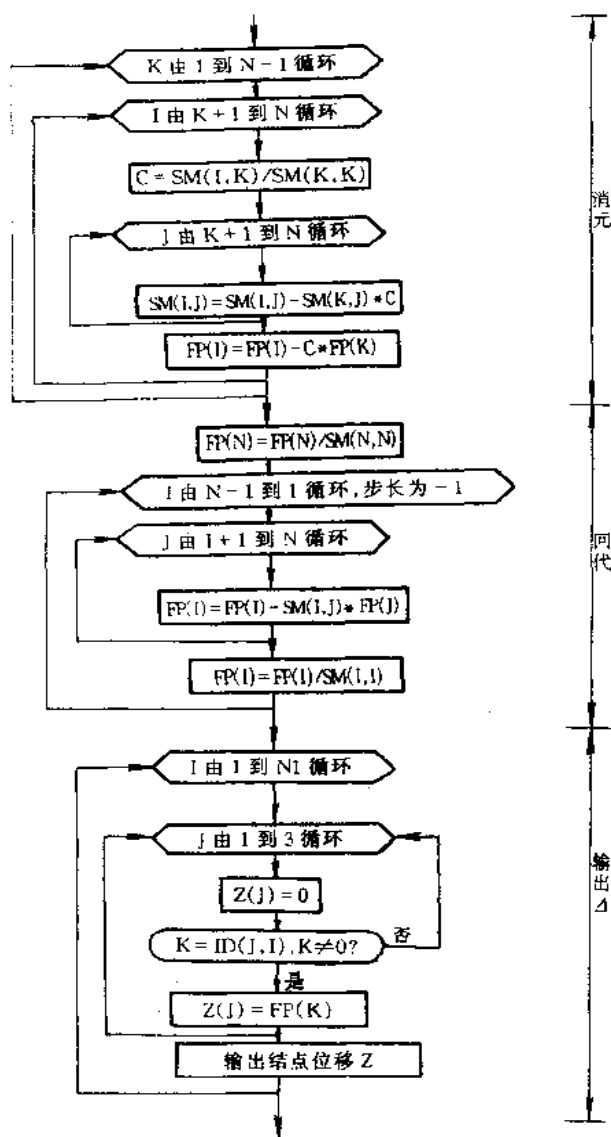 K 由 1 到 N-1 循环
I 由 K+1 到 N 循环
C=SM(I,K)/SM(K,K)
J 由 K+1 到 N 循环
SM(I,J)=SM(I,J)-SM(K,J)*C
FP(I)=FP(I)-C*FP(K)
消元
FP(N)=FP(N)/SM(N,N)
I 由 N-1 到 1 循环,步长为-1
J 由 I+1 到 N 循环
FP(I)=FP(I)-SM(I,J)*FP(J)
FP(I)=FP(I)/SM(I,I)
回代
I 由 1 到 N1 循环
J 由 1 到 3 循环
Z(J)=0
K=ID(J,I),K≠0?
否
是
Z(J)=FP(K)
输出结点位移 Z
输出Δ